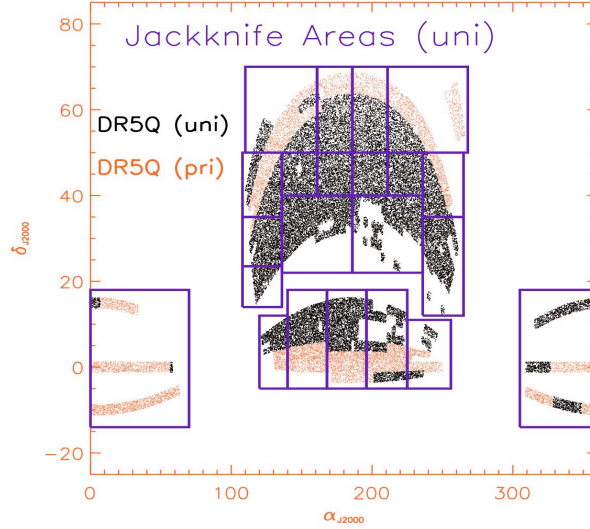 Jackknife Areas (uni)
DR5Q (uni)
DR5Q (pri)
80
60
40
20
0
-20
δJ2000
0
100
200
300
αJ2000